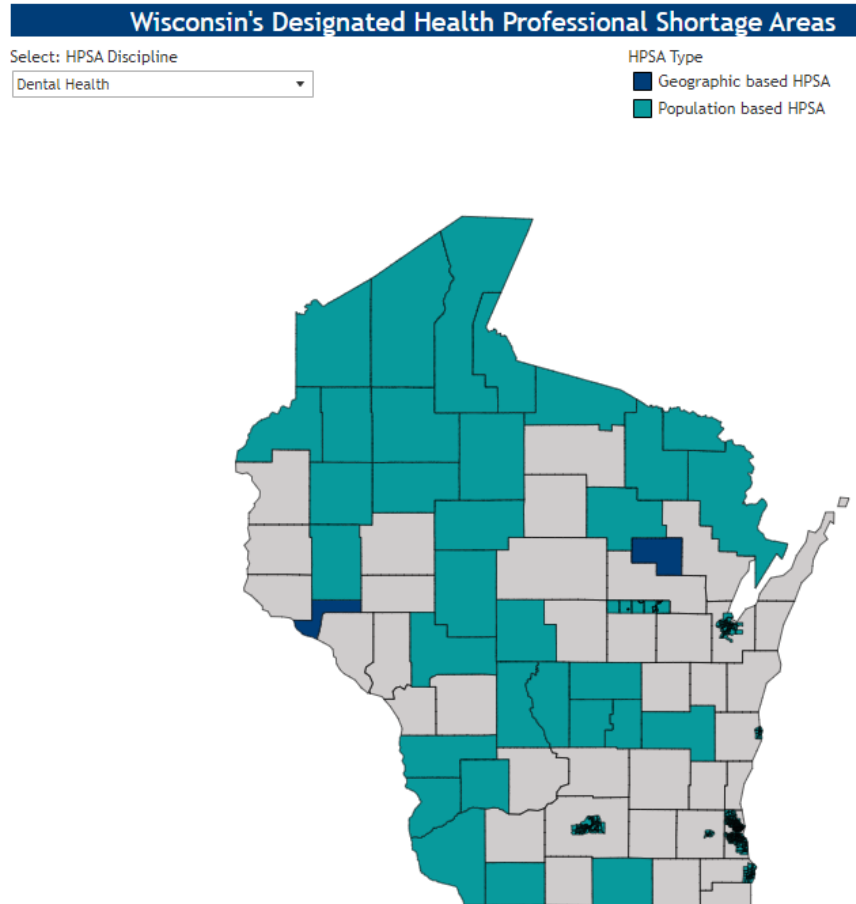 Wisconsin's Designated Health Professional Shortage Areas
Select: HPSA Discipline
Dental Health
HPSA Type
Geographic based HPSA
Population based HPSA